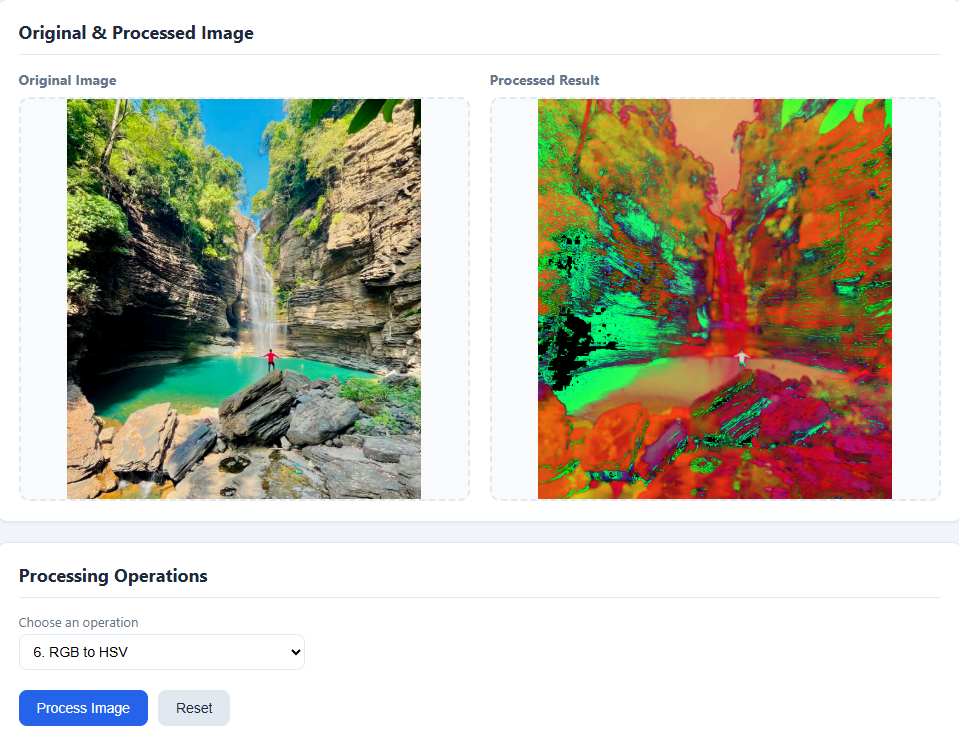 Original & Processed Image
Original Image
Processed Result
Processing Operations
Choose an operation
6. RGB to HSV
Process Image
Reset